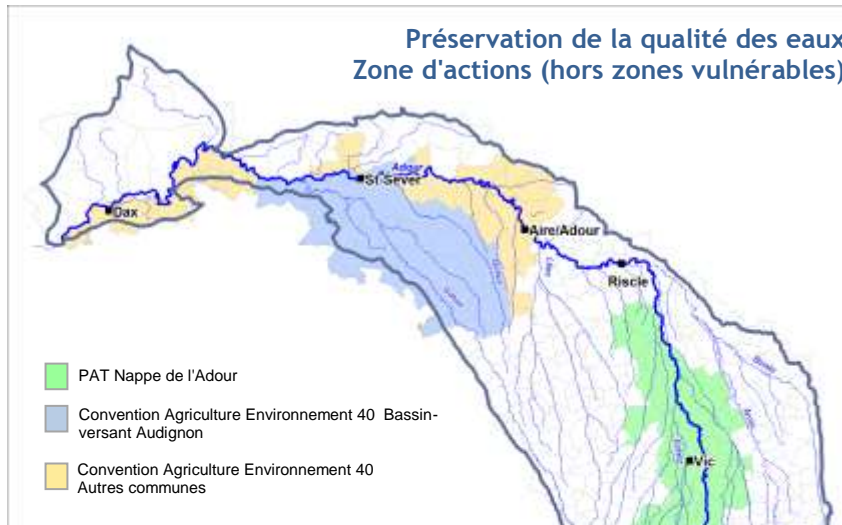 Préservation de la qualité des eaux
Zone d'actions (hors zones vulnérables)
Adour
St Sever
Dax
Aire/Adour
Riscle
Vic
PAT Nappe de l'Adour
Convention Agriculture Environnement 40 Bassin-
versant Audignon
Convention Agriculture Environnement 40
Autres communes